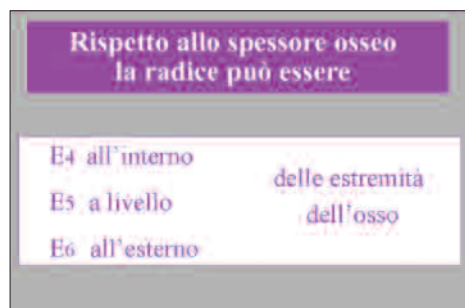 Rispetto allo spessore osseo
la radice può essere
E4 all'interno
E5 a livello
E6 all'esterno
delle estremità
dell'osso